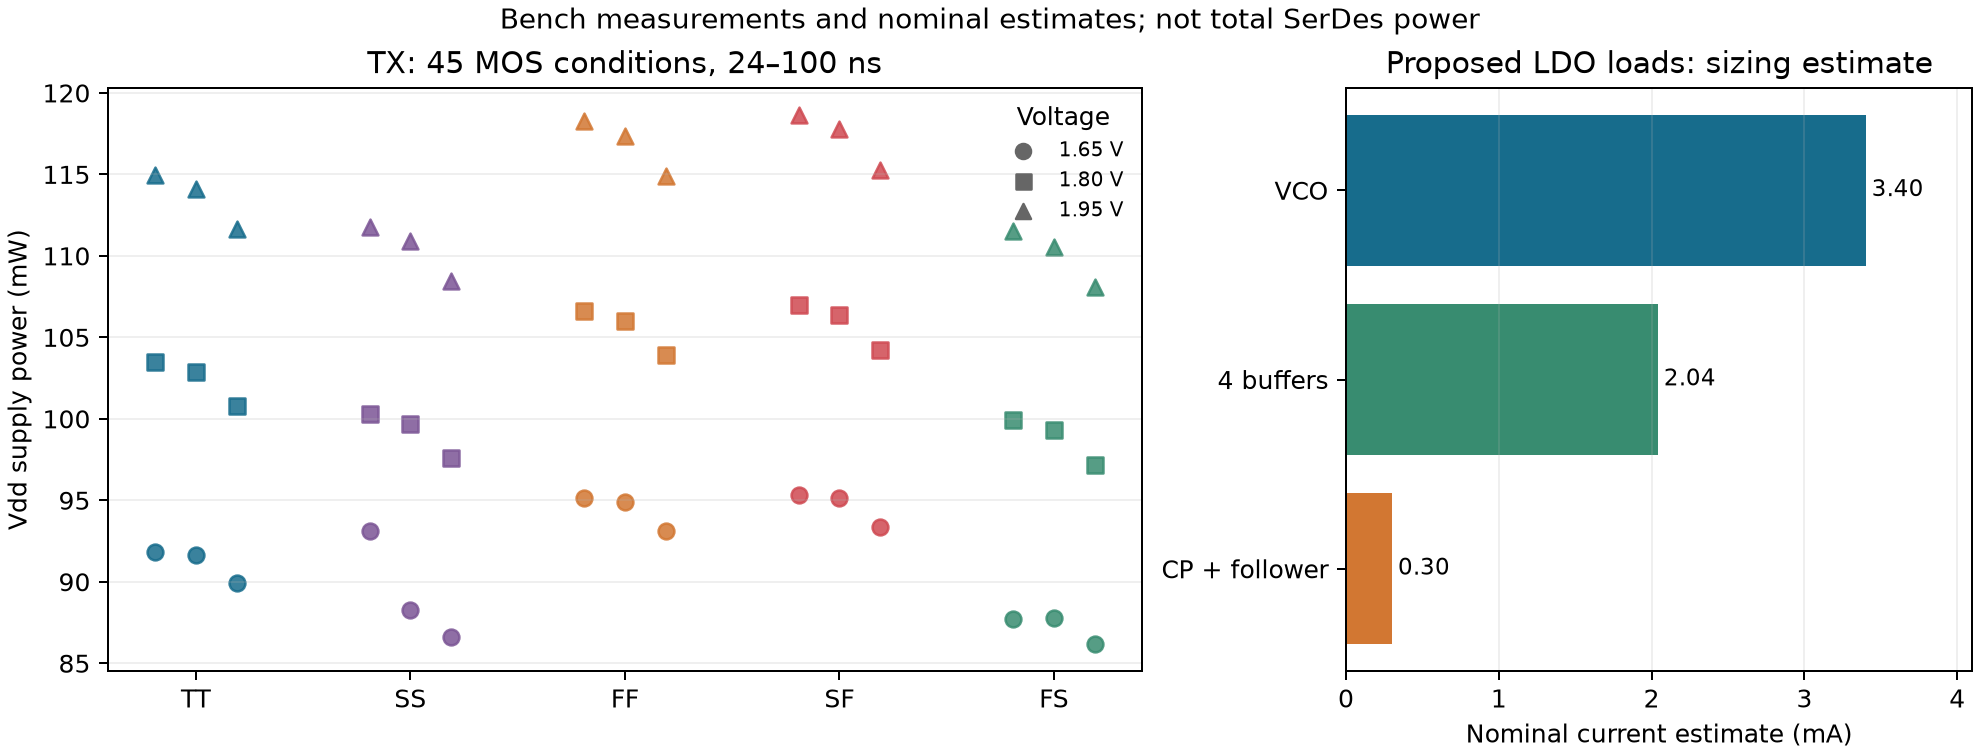 Bench measurements and nominal estimates; not total SerDes power
TX: 45 MOS conditions, 24–100 ns
Vdd supply power (mW)
120
115
110
105
100
95
90
85
TT
SS
FF
SF
FS
Voltage
1.65 V
1.80 V
1.95 V
Proposed LDO loads: sizing estimate
VCO
4 buffers
CP + follower
3.40
2.04
0.30
0
1
2
3
4
Nominal current estimate (mA)